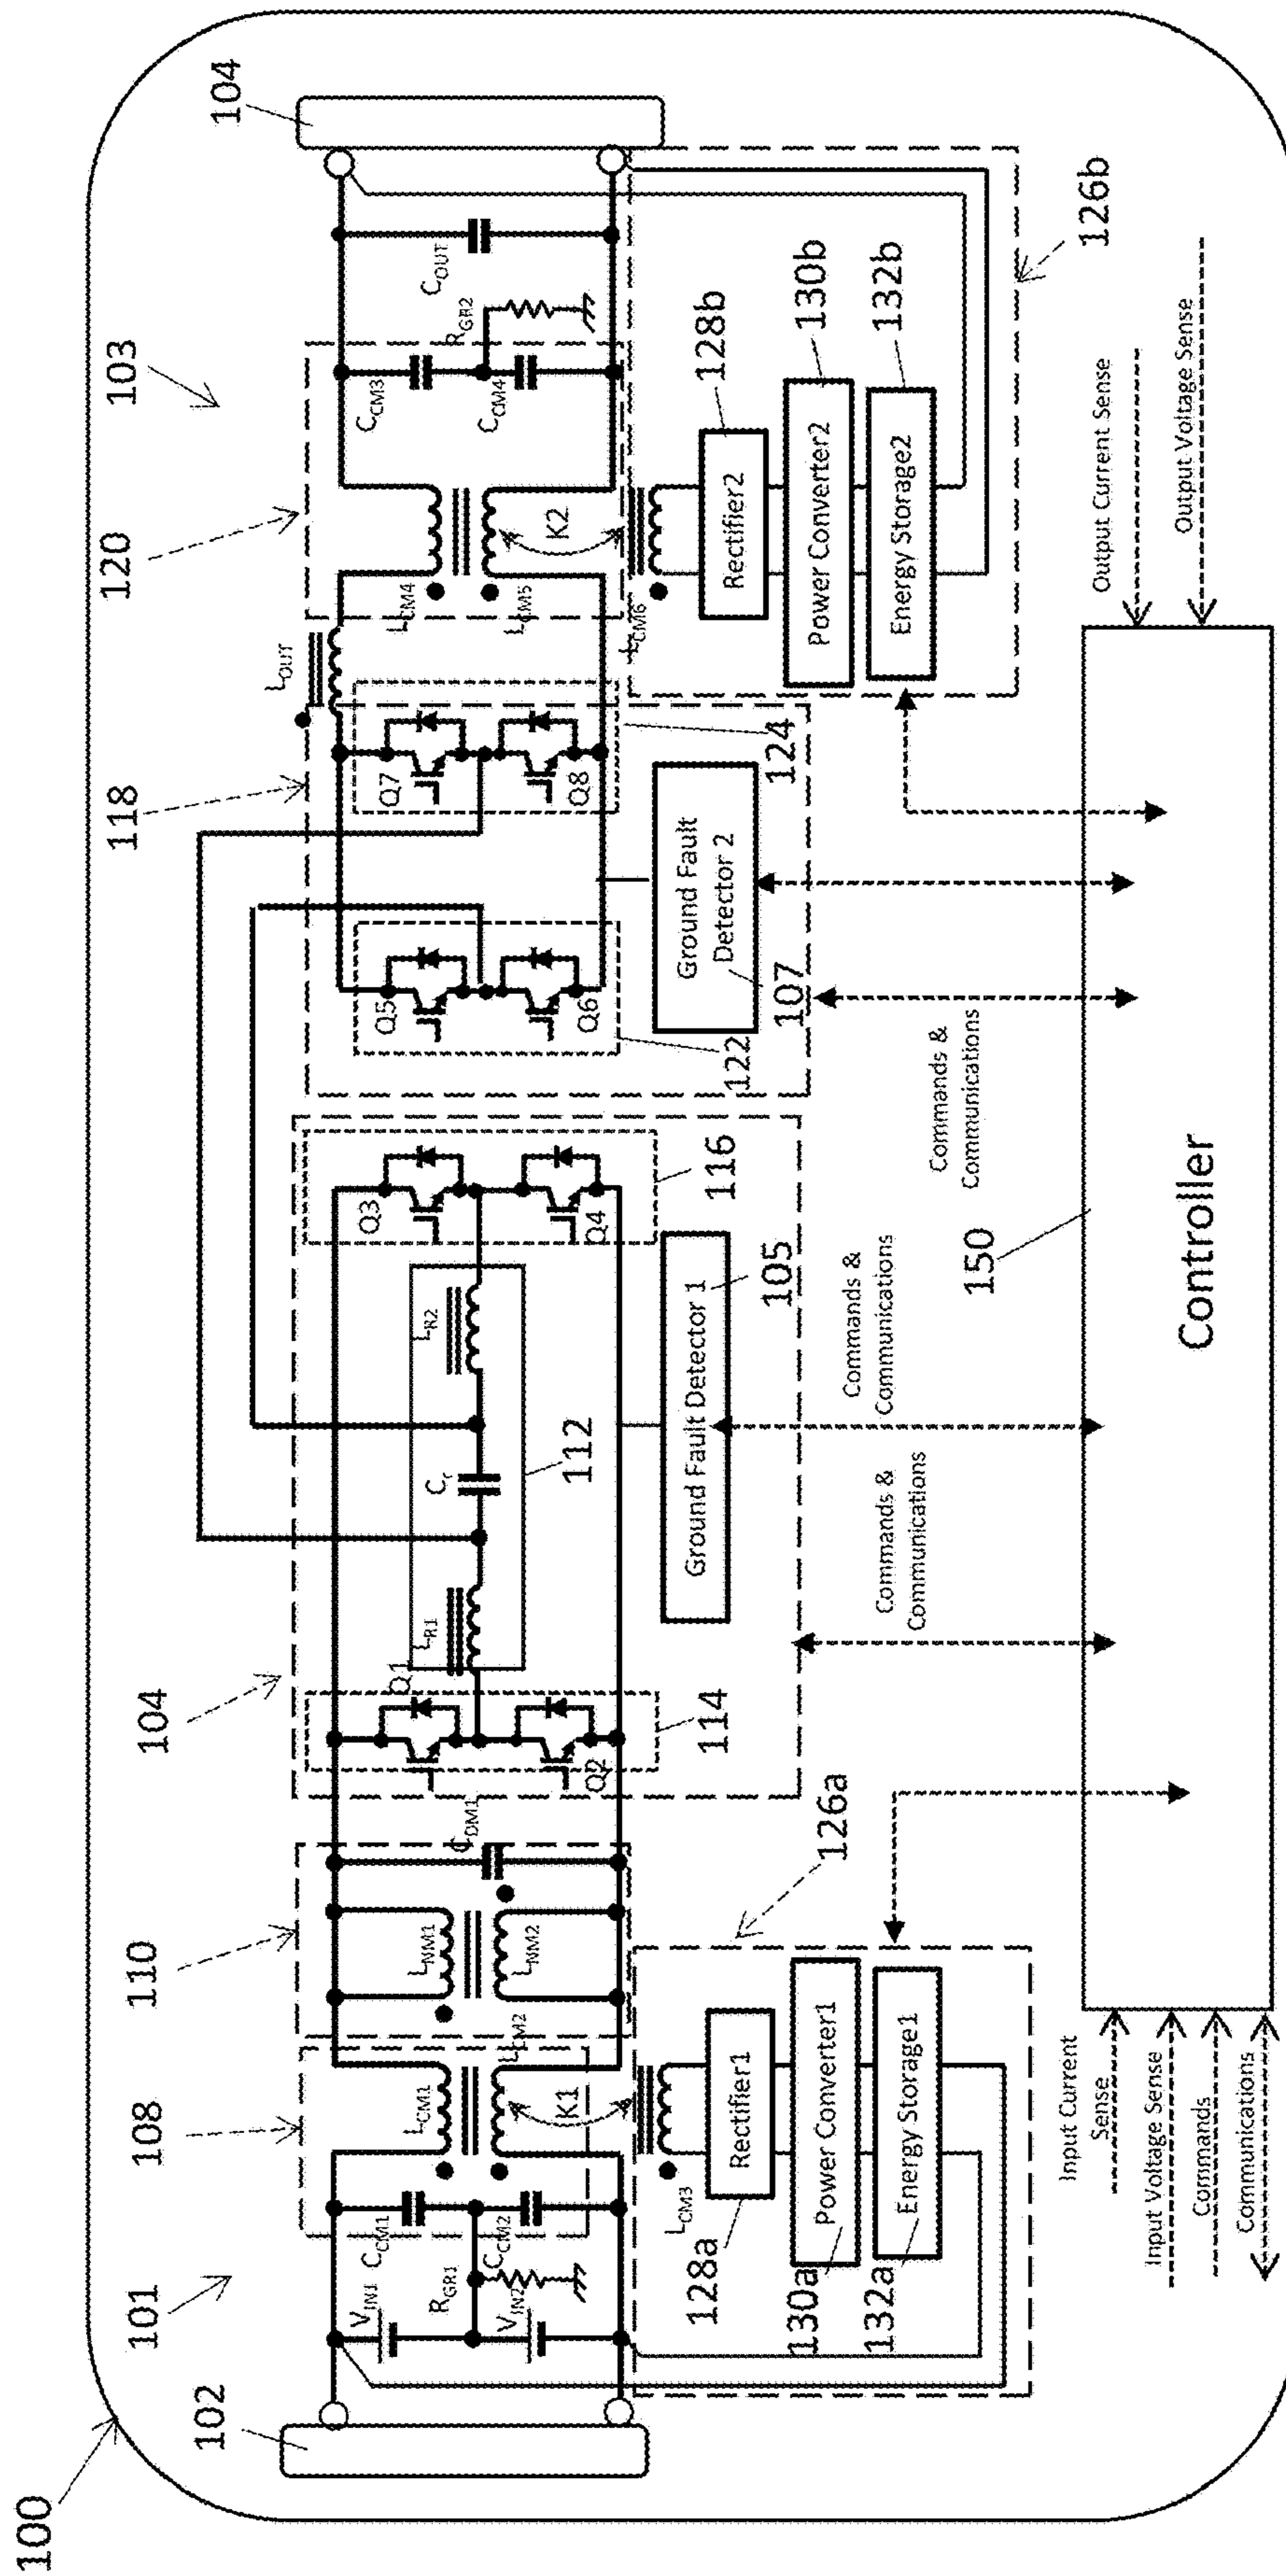 100
101
103
102
104
108
110
104
118
120
104
V_IN1
V_IN2
R_GR1
C_CM1
C_CM2
L_CM1
L_CM2
K1
L_CM3
L_NM1
L_NM2
C_DM1
Q1
Q2
114
L_R1
C_r
L_R2
112
Q3
Q4
116
Ground Fault Detector 1
105
Q5
Q6
122
Q7
Q8
124
Ground Fault
Detector 2
107
L_OUT
L_CM4
L_CM5
K2
L_CM6
C_CM3
C_CM4
R_GR2
C_OUT
126a
Rectifier1
128a
Power Converter1
130a
Energy Storage1
132a
126b
Rectifier2
128b
Power Converter2
130b
Energy Storage2
132b
Commands &
Communications
Commands &
Communications
Commands &
Communications
Input Current
Sense
Input Voltage Sense
Commands
Communications
Controller
150
Output Current Sense
Output Voltage Sense